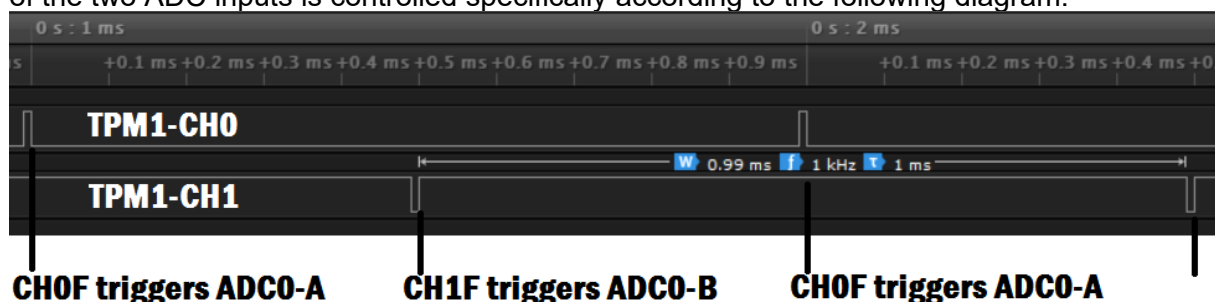 of the two ADC inputs is controlled specifically according to the following diagram:
0 s : 1 ms 0 s : 2 ms
s +0.1 ms +0.2 ms +0.3 ms +0.4 ms +0.5 ms +0.6 ms +0.7 ms +0.8 ms +0.9 ms +0.1 ms +0.2 ms +0.3 ms +0.4 ms +0
TPM1-CH0
W 0.99 ms f 1 kHz T 1 ms
TPM1-CH1
CH0F triggers ADC0-A CH1F triggers ADC0-B CH0F triggers ADC0-A